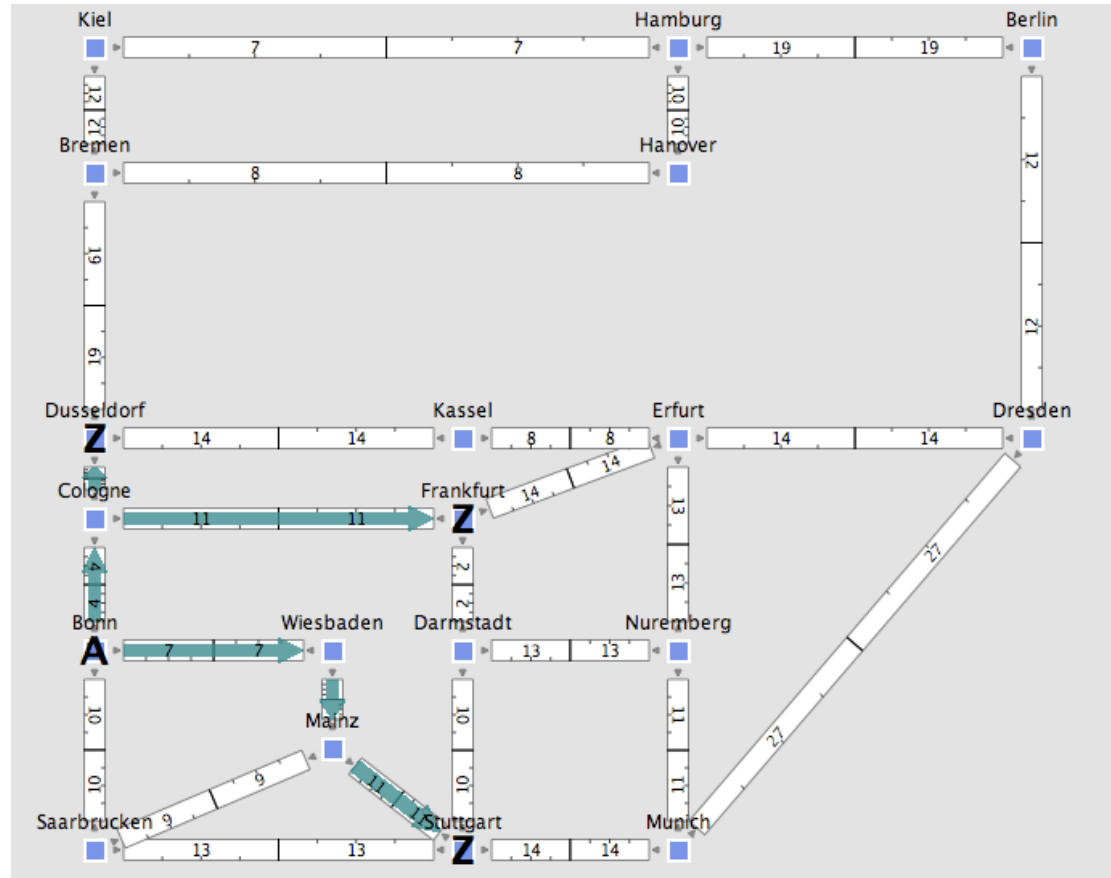 Kiel Hamburg Berlin
7 7 19 19
12 10
12 10
Bremen Hanover
12
8 8
19
12
19
Dusseldorf Kassel Erfurt Dresden
Z 14 14 8 8 14 14
14 14
Cologne Frankfurt
11 11 Z
13
27
4 2
4 2
13
Bonn Wiesbaden Darmstadt Nuremberg
A 7 7 13 13
10 10 11
Mainz
27
9 9 11
10 10 11
Saarbrucken Stuttgart Munich
13 13 Z 14 14